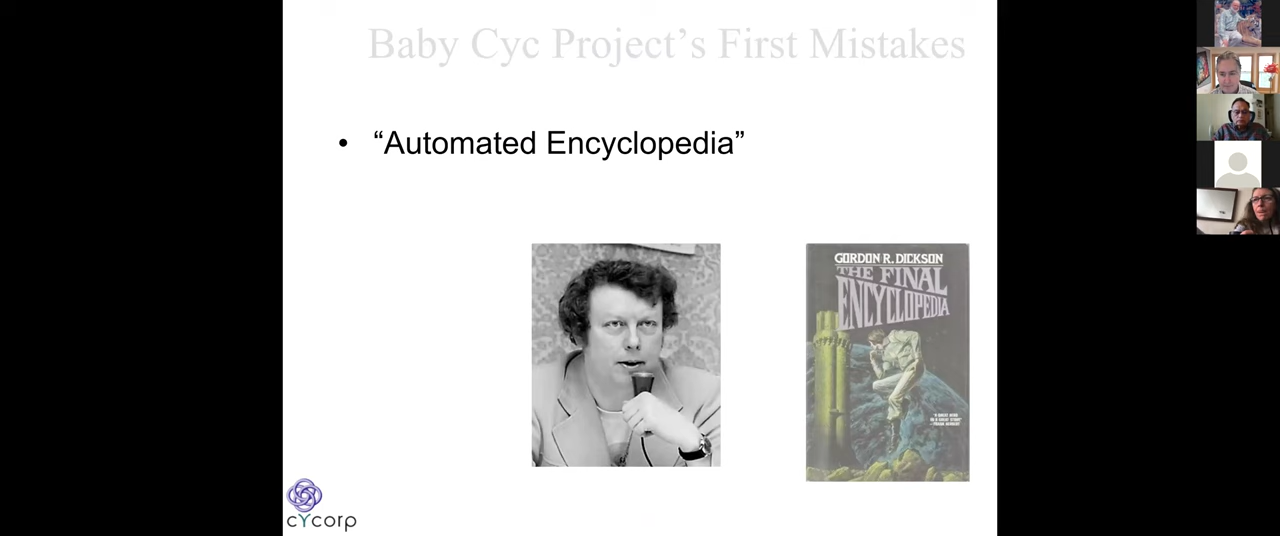 Baby Cyc Project’s First Mistakes
• “Automated Encyclopedia”
GORDON R. DICKSON
THE FINAL
ENCYCLOPEDIA
cYcorp